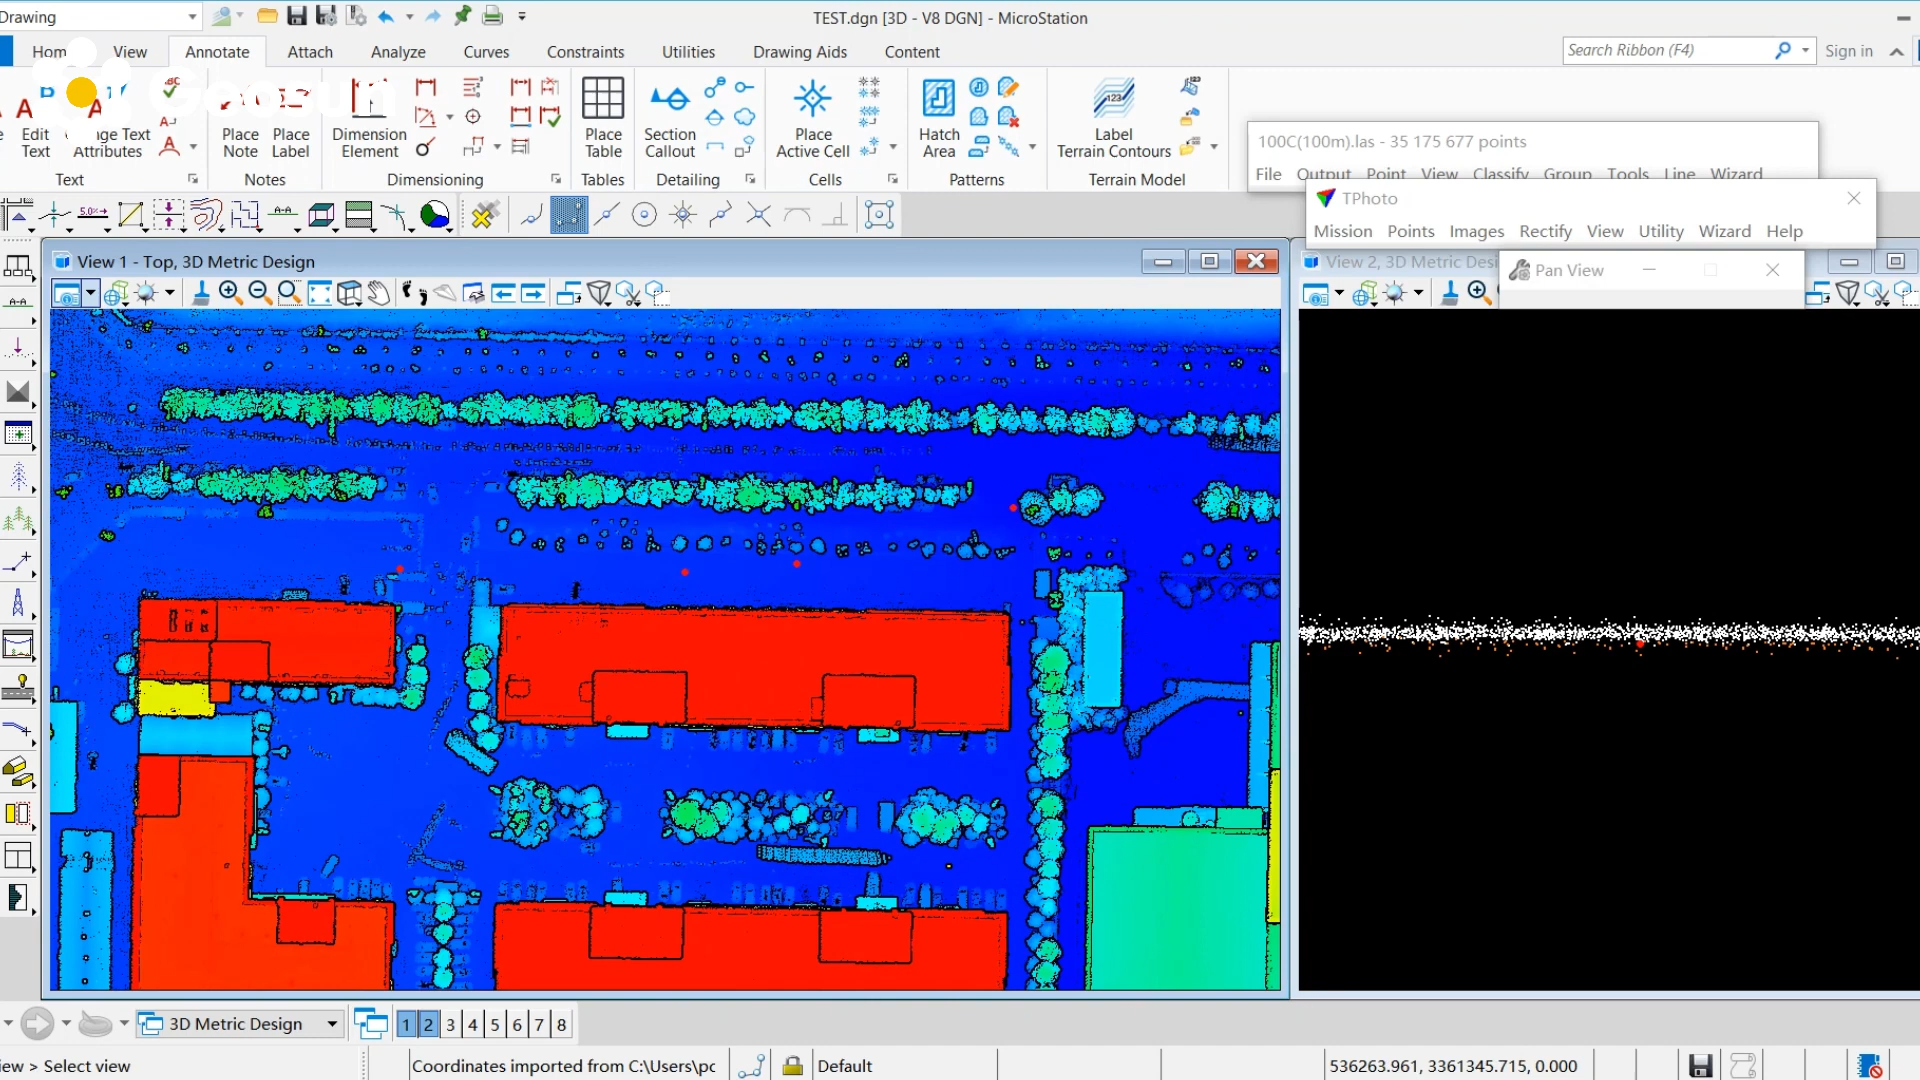 Drawing
TEST.dgn [3D - V8 DGN] - MicroStation
View
Annotate
Attach
Analyze
Curves
Constraints
Utilities
Drawing Aids
Content
Search Ribbon (F4)
Sign in
Edit
Text
Attributes
Text
Place
Note
Place
Label
Notes
Dimension
Element
Dimensioning
Place
Table
Tables
Section
Callout
Detailing
Place
Active Cell
Cells
Hatch
Area
Patterns
Label
Terrain Contours
Terrain Model
100C(100m).las - 35 175 677 points
File Output Point View Classify Group Tools Line Wizard
TPhoto
Mission Points Images Rectify View Utility Wizard Help
View 1 - Top, 3D Metric Design
View 2, 3D Metric Desi
Pan View
3D Metric Design
1 2 3 4 5 6 7 8
iew > Select view
Coordinates imported from C:\Users\pc
Default
536263.961, 3361345.715, 0.000